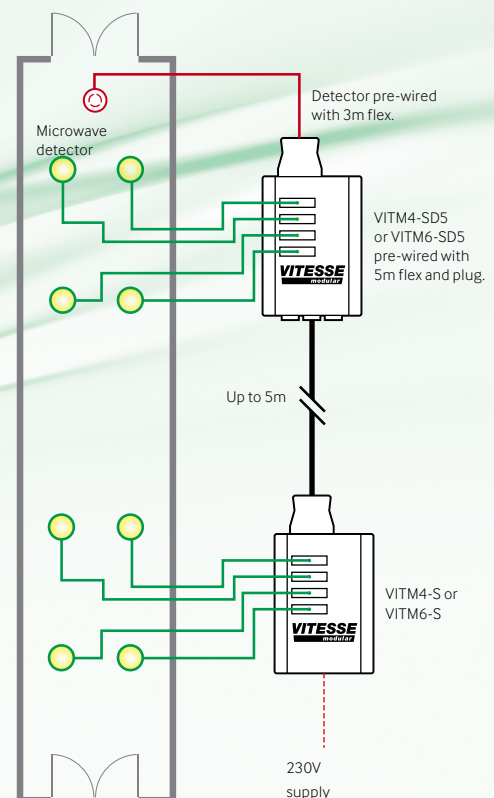 Detector pre-wired
with 3m flex.
Microwave
detector
VITM4-SD5
or VITM6-SD5
pre-wired with
5m flex and plug.
VITESSE
modular
Up to 5m
VITM4-S or
VITM6-S
VITESSE
modular
230V
supply